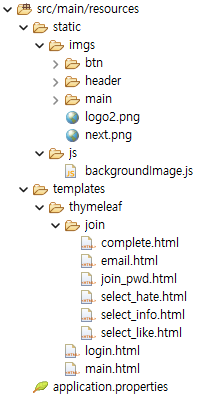 src/main/resources
static
imgs
btn
header
main
logo2.png
next.png
js
backgroundImage.js
templates
thymeleaf
join
complete.html
email.html
join_pwd.html
select_hate.html
select_info.html
select_like.html
login.html
main.html
application.properties